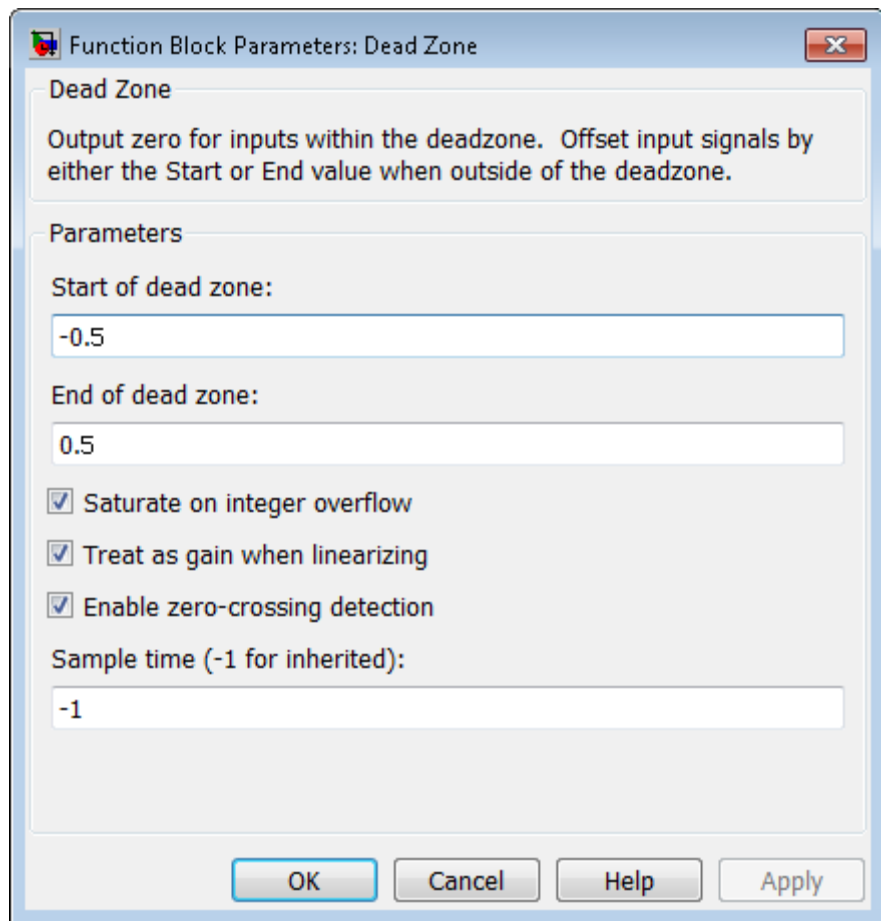 Function Block Parameters: Dead Zone
Dead Zone
Output zero for inputs within the deadzone.  Offset input signals by
either the Start or End value when outside of the deadzone.
Parameters
Start of dead zone:
-0.5
End of dead zone:
0.5
Saturate on integer overflow
Treat as gain when linearizing
Enable zero-crossing detection
Sample time (-1 for inherited):
-1
OK Cancel Help Apply